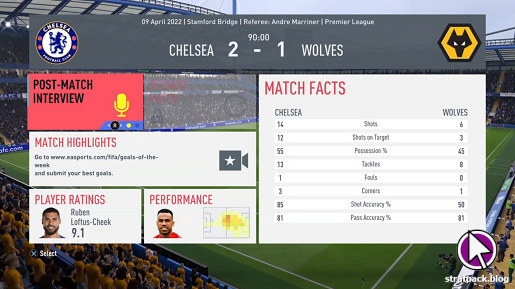 09 April 2022 | Stamford Bridge | Referee: Andre Marriner | Premier League
CHELSEA
FOOTBALL CLUB
90:00
CHELSEA 2 - 1 WOLVES
POST-MATCH
INTERVIEW
R
MATCH HIGHLIGHTS
Go to www.easports.com/fifa/goals-of-the-
week
and submit your best goals.
PLAYER RATINGS
Ruben
Loftus-Cheek
9.1
PERFORMANCE
MATCH FACTS
CHELSEA WOLVES
14 Shots 6
12 Shots on Target 3
55 Possession % 45
13 Tackles 8
1 Fouls 0
3 Corners 1
85 Shot Accuracy % 50
81 Pass Accuracy % 81
Select
stratpack.blog